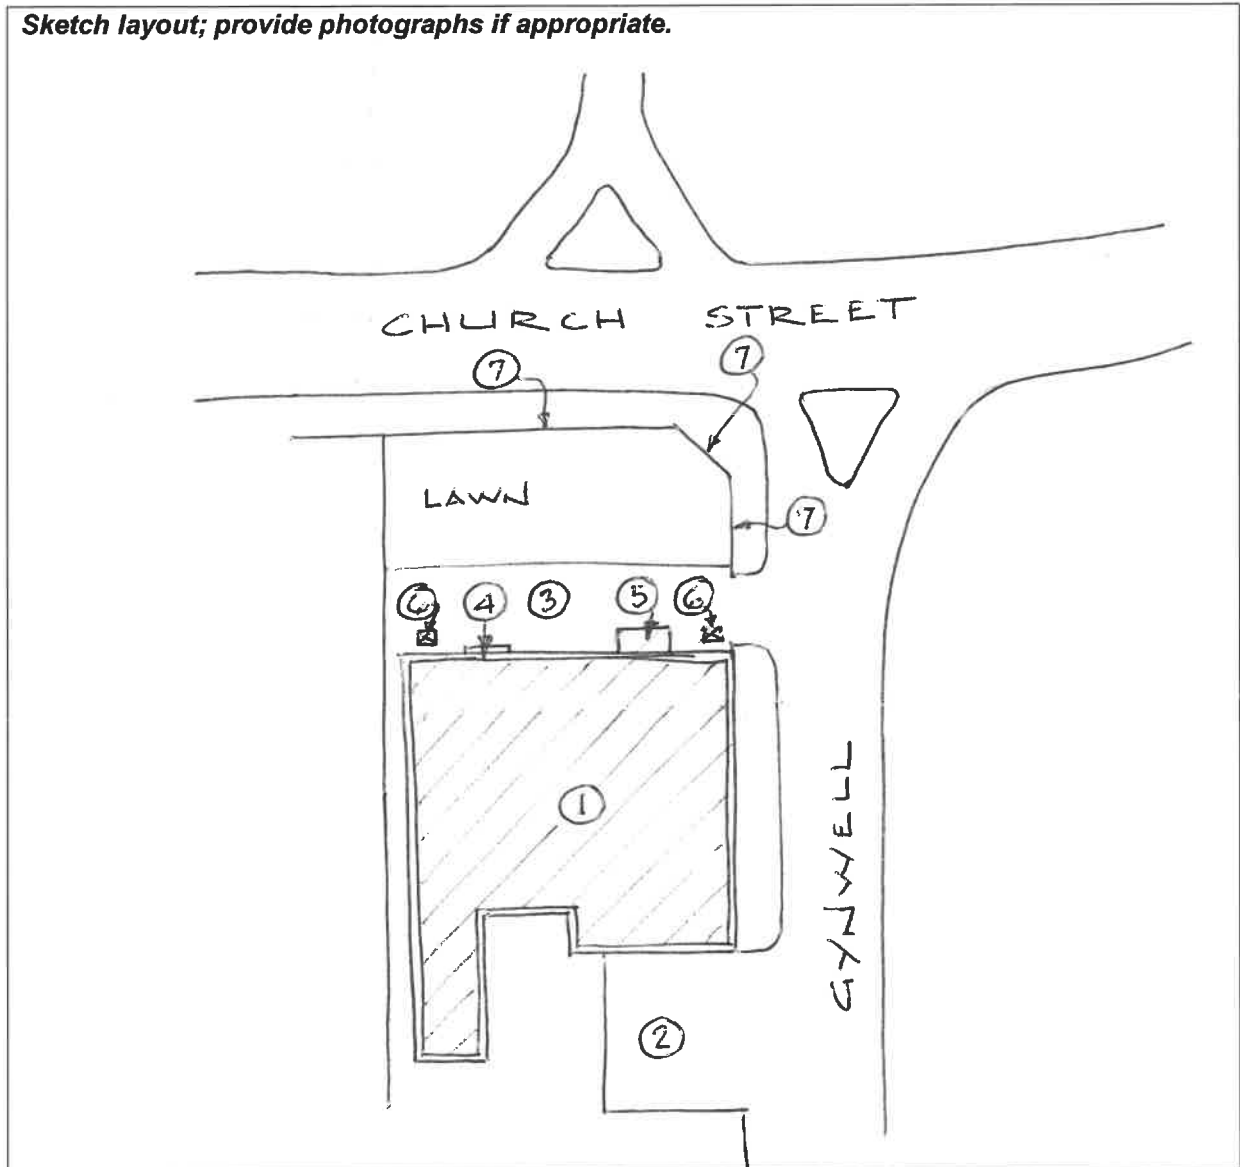 Sketch layout; provide photographs if appropriate.
CHURCH STREET
7
7
LAWN
7
6
4
3
5
6
1
GYNWELL
2